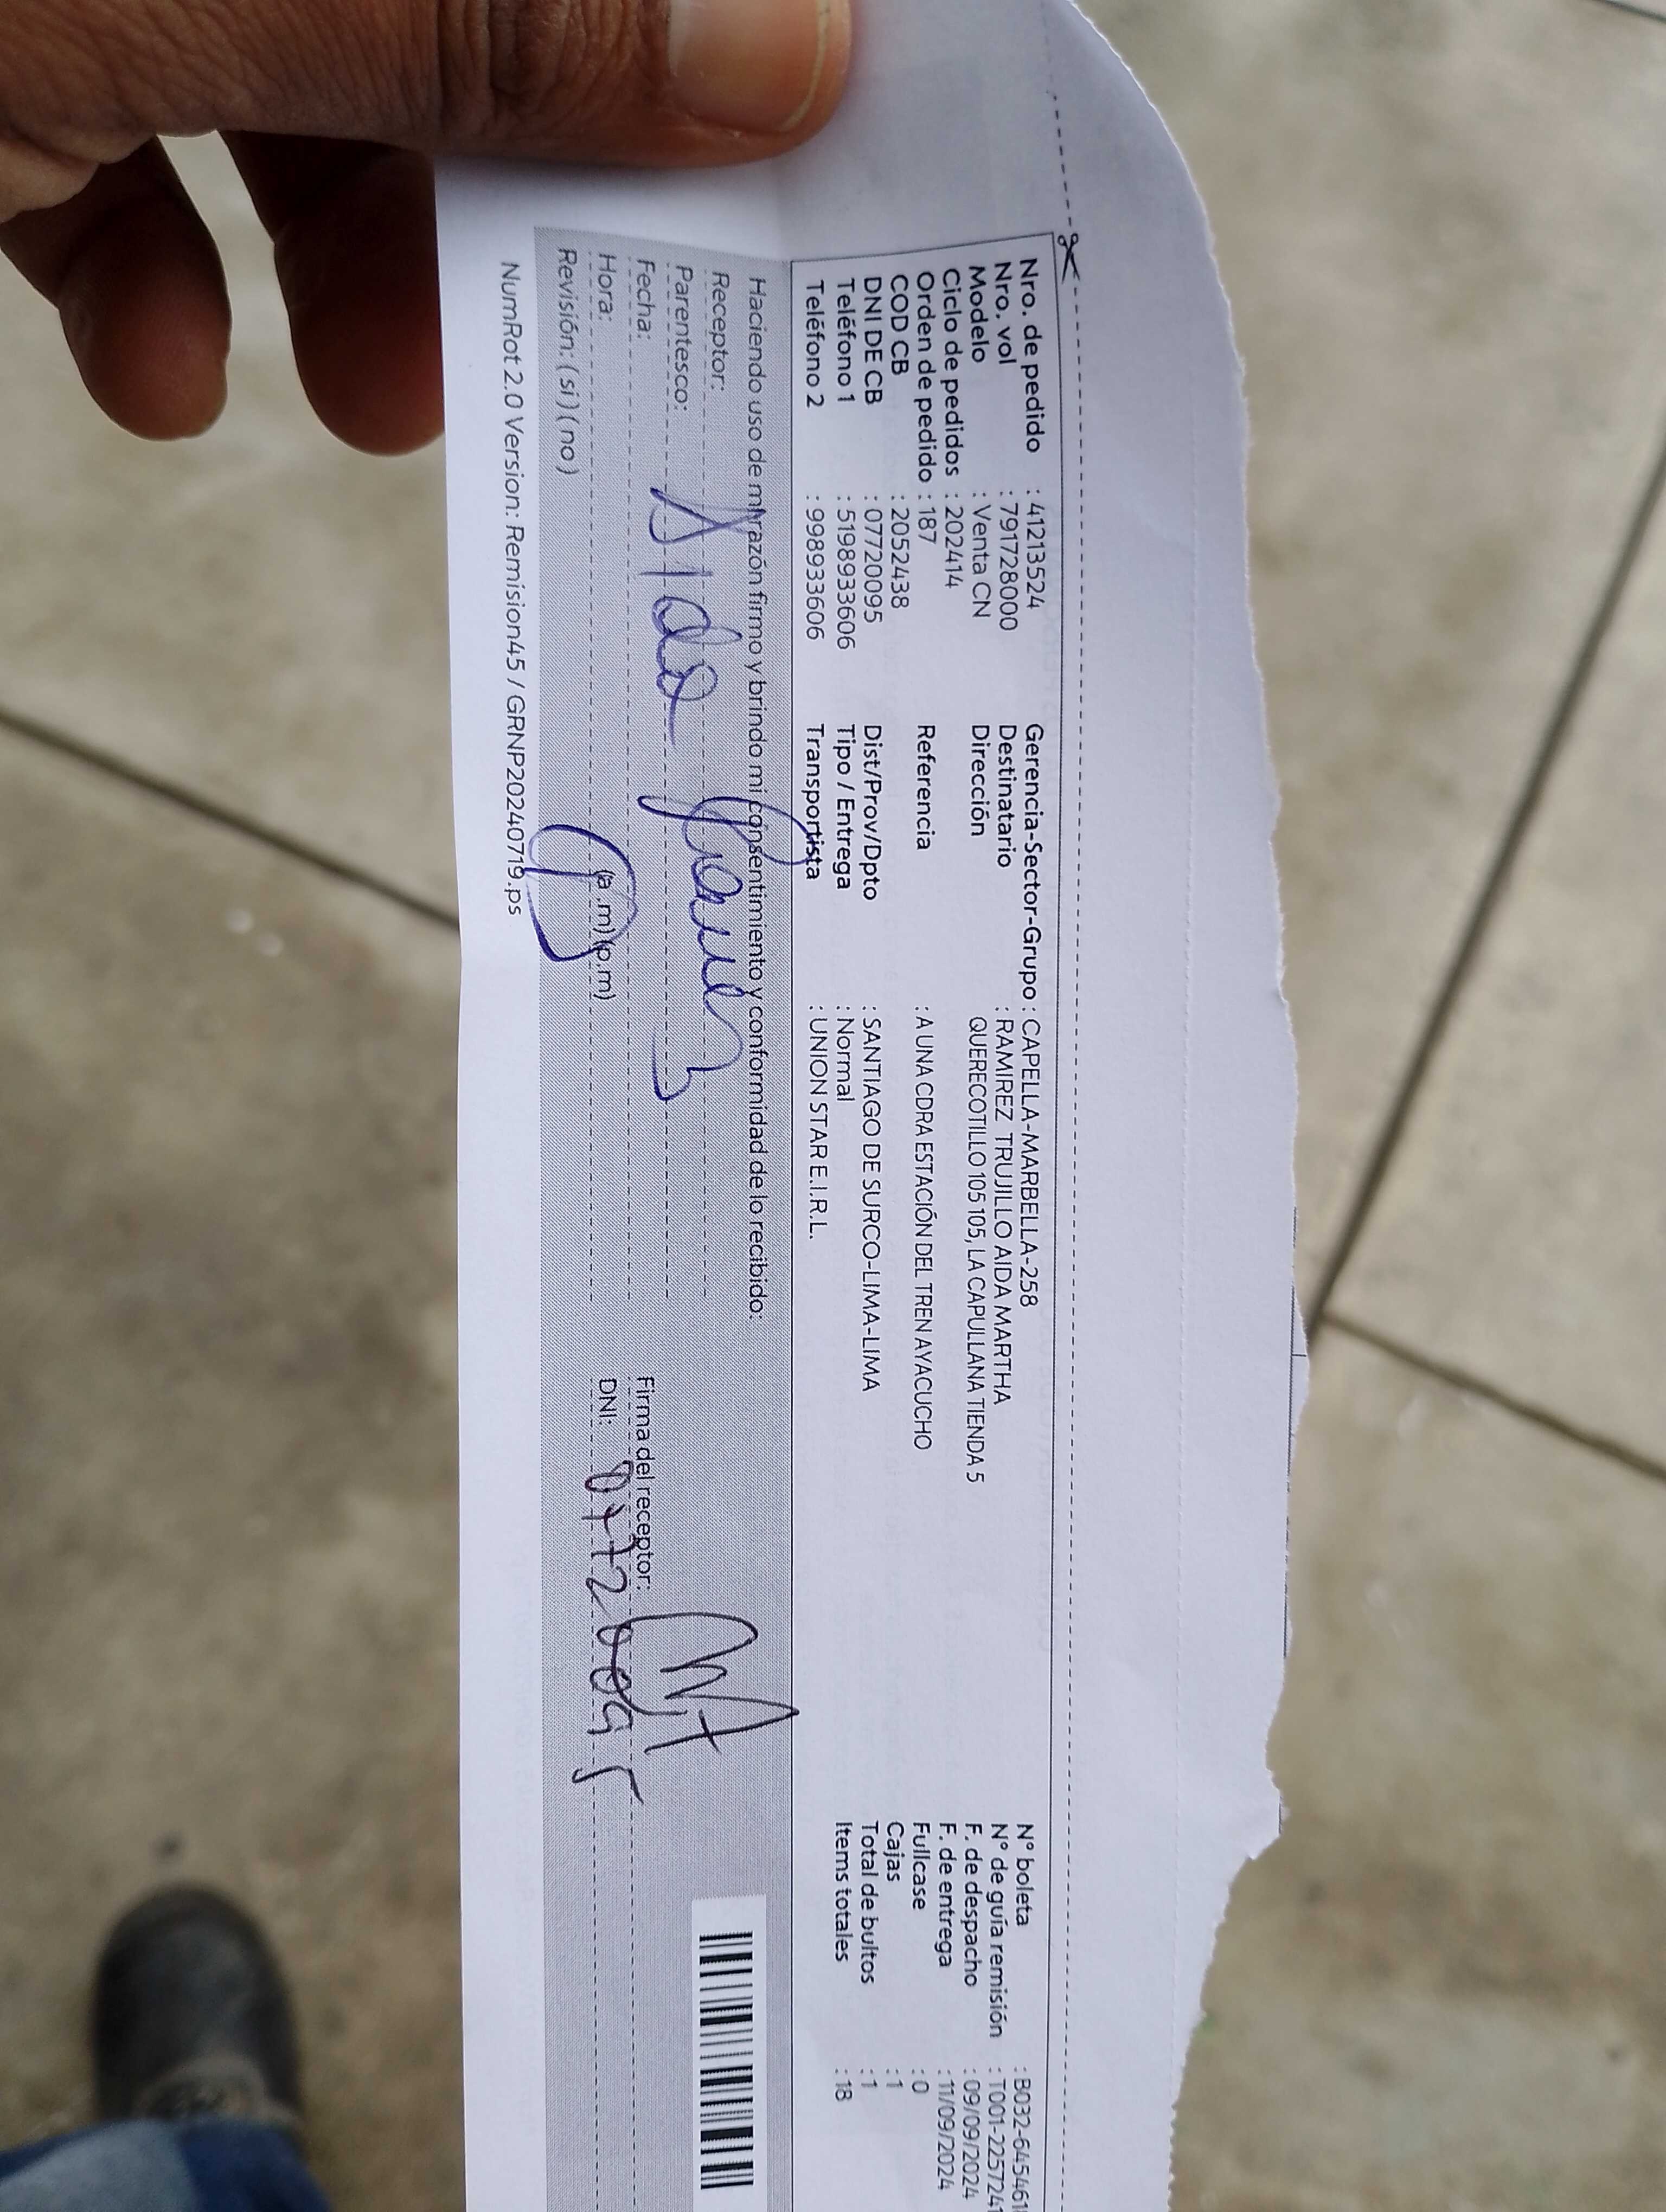 Nro. de pedido : 41213524
Nro. vol : 791728000
Modelo : Venta CN
Ciclo de pedidos : 202414
Orden de pedido : 187
COD CB : 2052438
DNI DE CB : 07720095
Teléfono 1 : 51989933606
Teléfono 2 : 998933606
Gerencia-Sector-Grupo : CAPELLA-MARBELLA-258
Destinatario : RAMIREZ TRUJILLO AIDA MARTHA
Dirección QUERECOTILLO 105 105, LA CAPULLANA TIENDA 5
Referencia : A UNA CDRA ESTACIÓN DEL TREN AYACUCHO
Dist/Prov/Dpto : SANTIAGO DE SURCO-LIMA-LIMA
Tipo / Entrega : Normal
Transportista : UNION STAR E.I.R.L.
N° boleta : B032-6454461
N° de guía remisión : T001-2257241
F. de despacho : 09/09/2024
F. de entrega : 11/09/2024
Fullcase : 0
Cajas : 1
Total de bultos : 1
Items totales : 18
Haciendo uso de mi razón firmo y brindo mi consentimiento y conformidad de lo recibido:
Receptor:
Parentesco: Aida
Fecha:
Hora: (a.m) (p.m)
Revisión: (si) (no)
Firma del receptor:
DNI: 07720095
NumRot 2.0 Version: Remision45 / GRNP20240719.ps